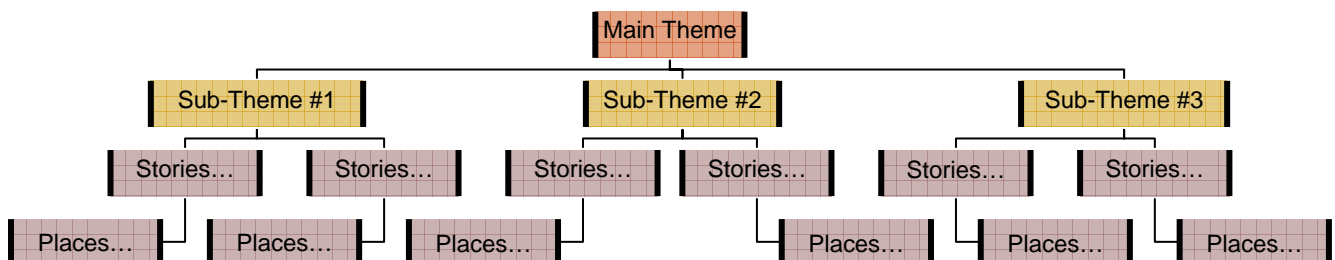 Main Theme
Sub-Theme #1
Sub-Theme #2
Sub-Theme #3
Stories…
Stories…
Stories…
Stories…
Stories…
Stories…
Places…
Places…
Places…
Places…
Places…
Places…